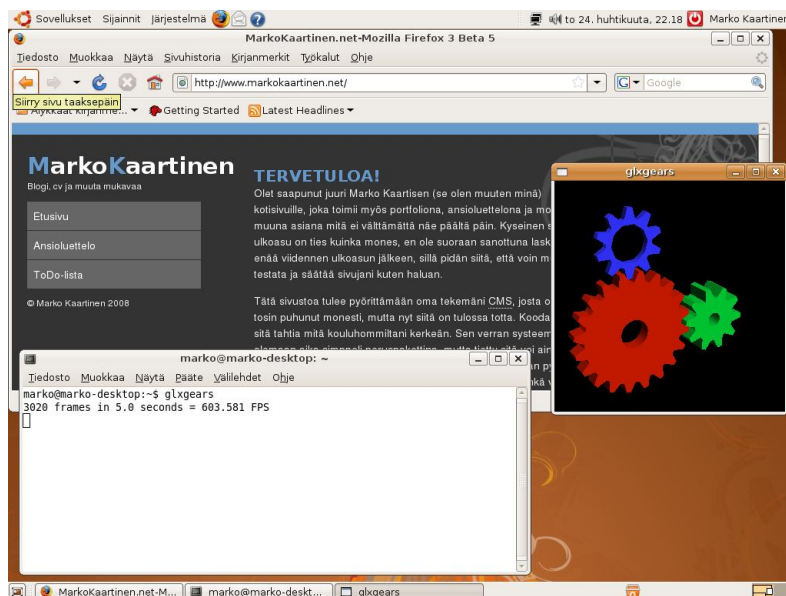 Sovellukset Sijainnit Järjestelmä to 24. huhtikuuta, 22.18 Marko Kaartinen
MarkoKaartinen.net-Mozilla Firefox 3 Beta 5
Tiedosto Muokkaa Näytä Sivuhistoria Kirjanmerkit Työkalut Ohje
http://www.markokaartinen.net/ Google
Siirry sivu taaksepäin
Getting Started Latest Headlines
MarkoKaartinen
Blogi, cv ja muuta mukavaa
Etusivu
Ansioluettelo
ToDo-lista
© Marko Kaartinen 2008
TERVETULOA!
Olet saapunut juuri Marko Kaartisen (se olen muuten minä)
kotisivuille, joka toimii myös portfoliona, ansioluettelona ja mo
muuna asiana mitä ei välttämättä näe päältä päin. Kyseinen s
ulkoasu on ties kuinka mones, en ole suoraan sanottuna lask
enää viidennen ulkoasun jälkeen, sillä pidän siitä, että voin m
testata ja säätää sivujani kuten haluan.
Tätä sivustoa tulee pyörittämään oma tekemäni CMS, josta o
tosin puhunut monesti, mutta nyt siitä on tulossa totta. Kooda
sitä tahtia mitä kouluhommiltani kerkeän. Sen verran systeem
glxgears
marko@marko-desktop: ~
Tiedosto Muokkaa Näytä Pääte Välilehdet Ohje
marko@marko-desktop:~$ glxgears
3020 frames in 5.0 seconds = 603.581 FPS
MarkoKaartinen.net-M... marko@marko-deskt... glxgears